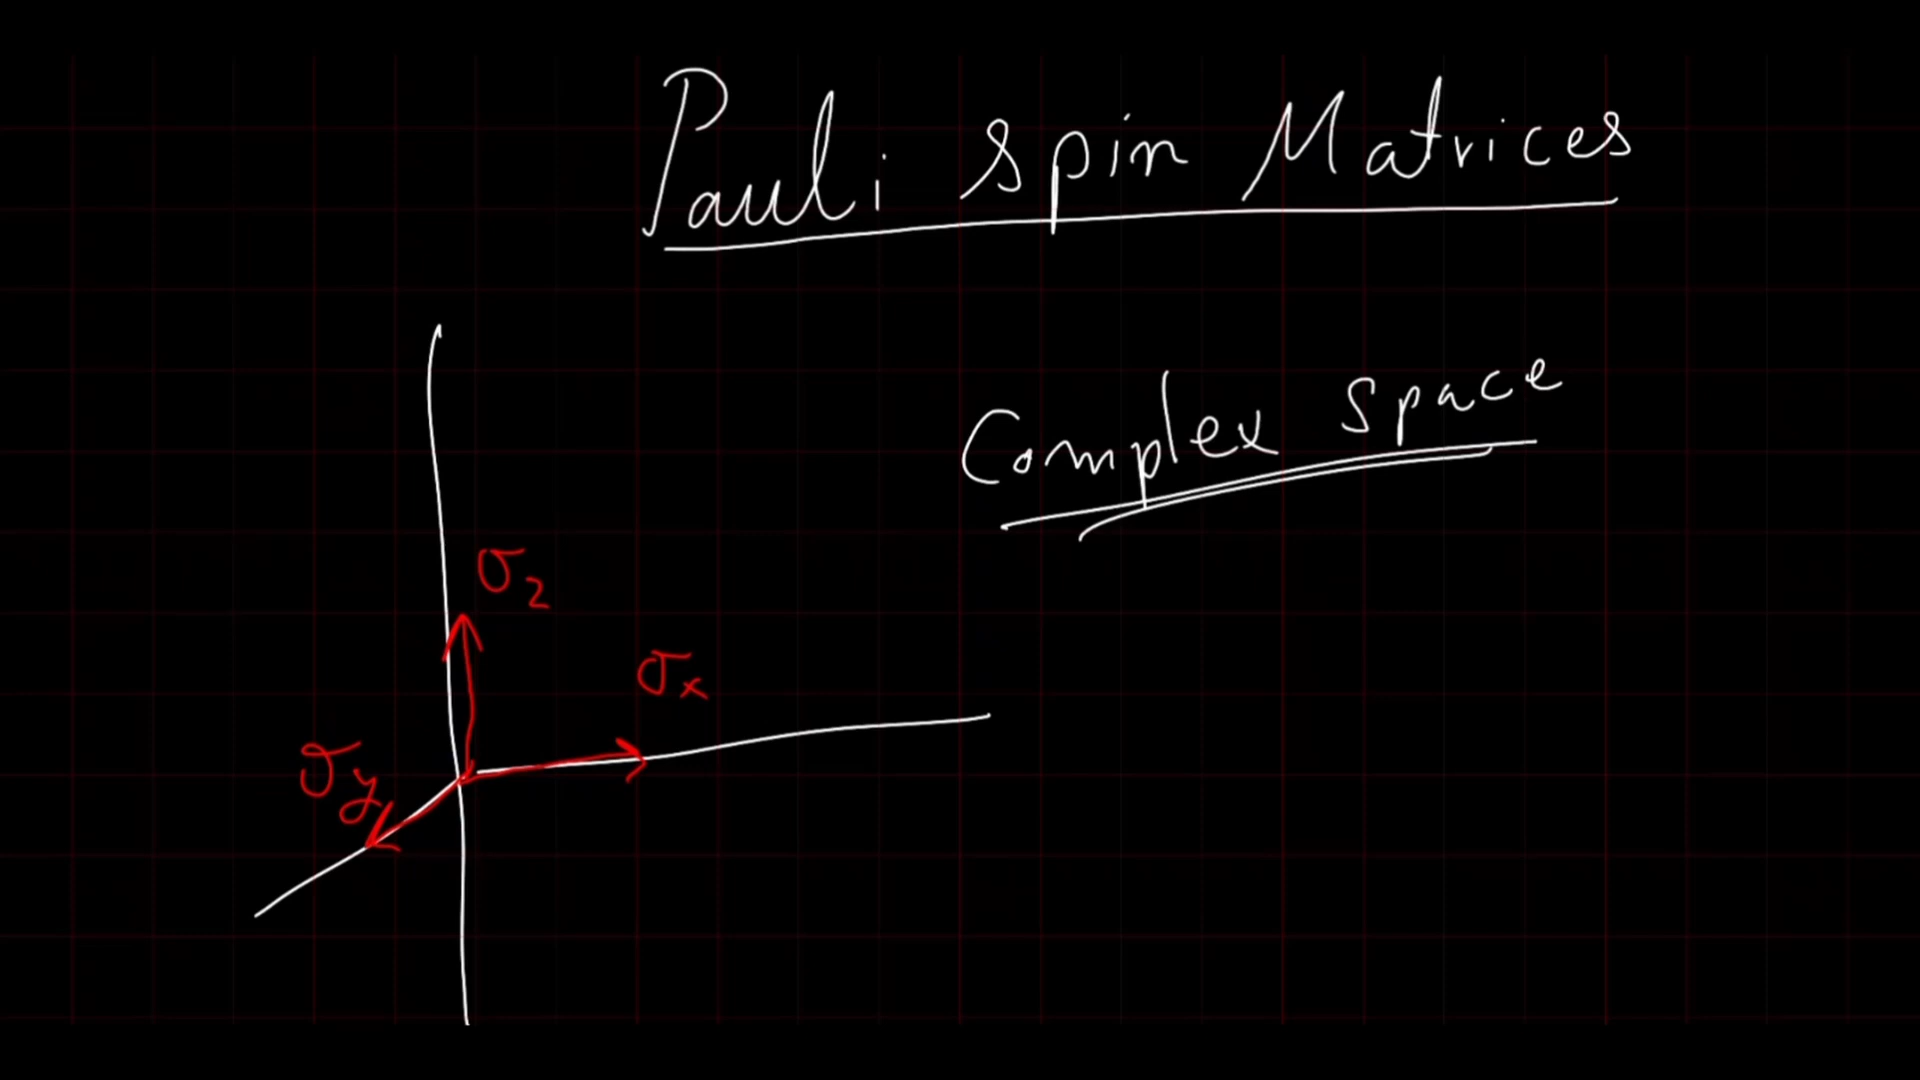 Pauli Spin Matrices
Complex Space
σz
σx
σy